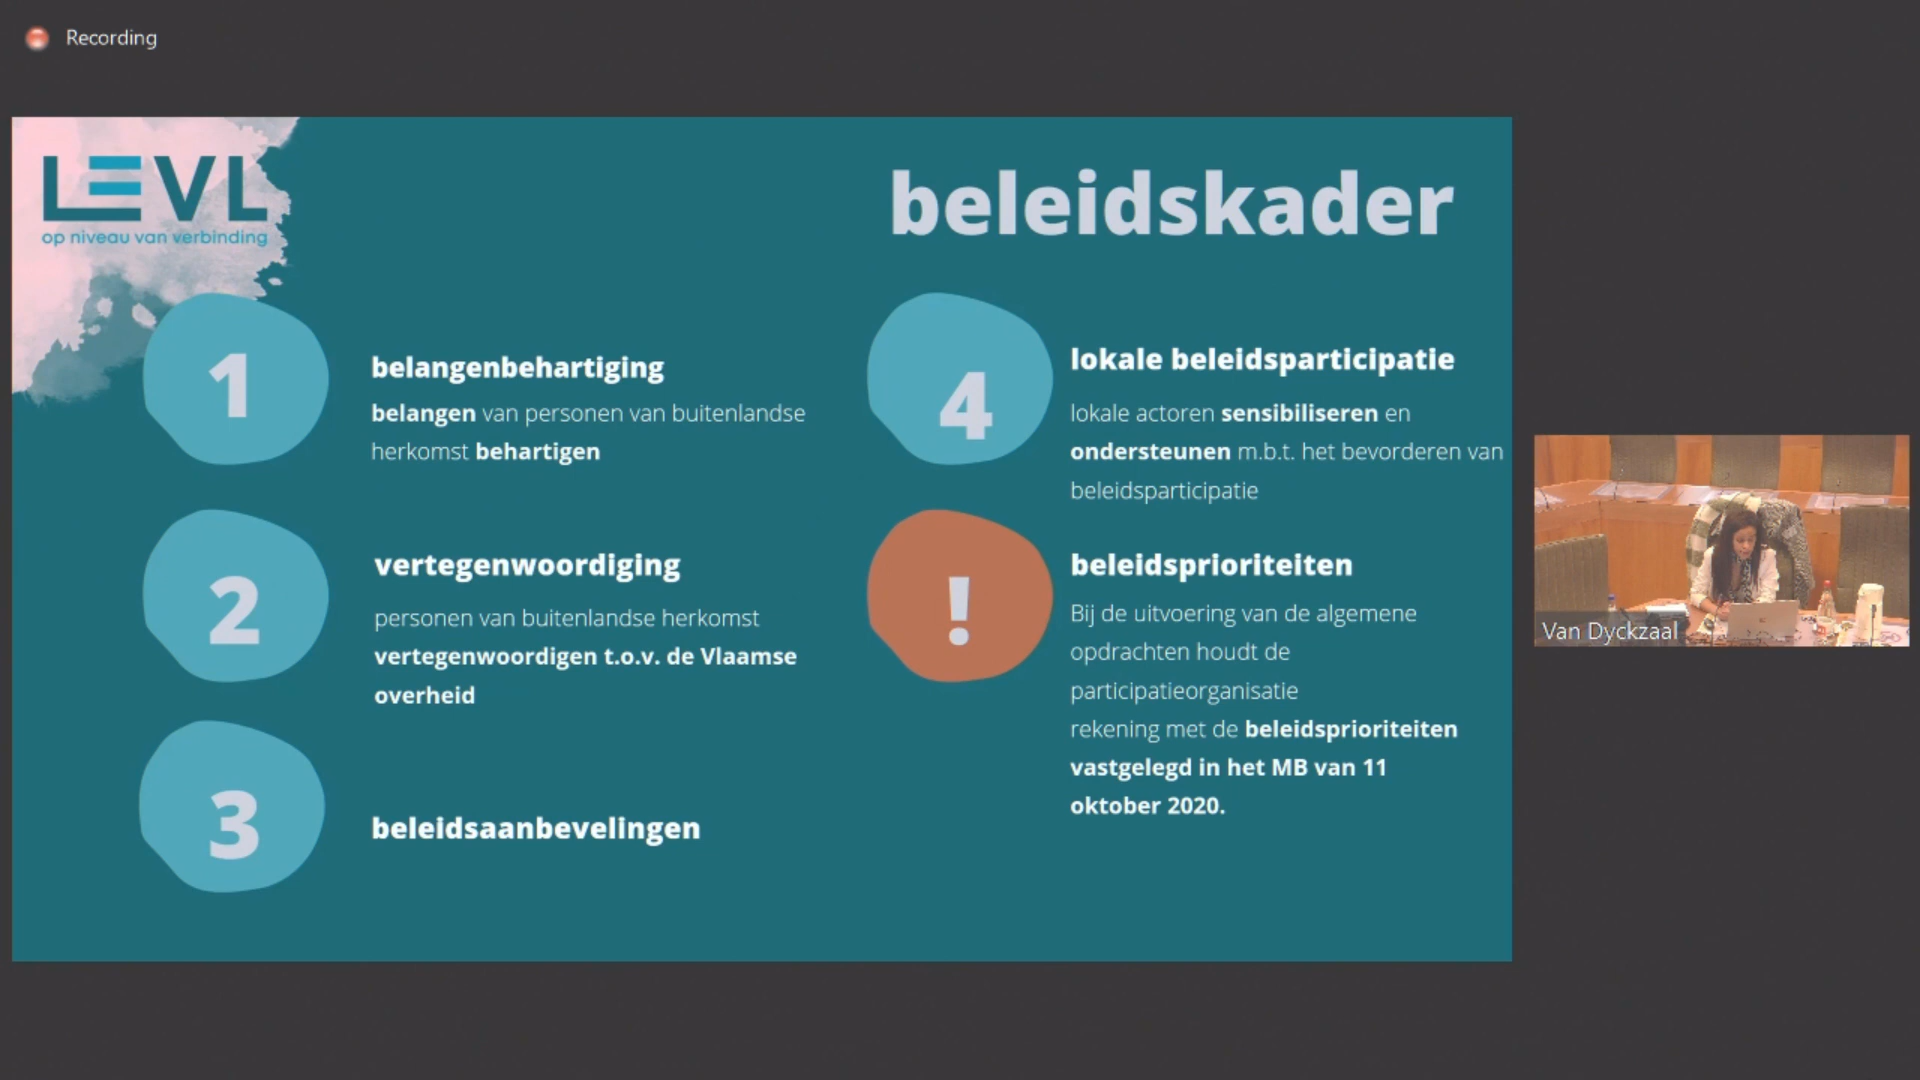 Recording
LEVL
op niveau van verbinding
beleidskader
1
belangenbehartiging
belangen van personen van buitenlandse
herkomst behartigen
2
vertegenwoordiging
personen van buitenlandse herkomst
vertegenwoordigen t.o.v. de Vlaamse
overheid
3
beleidsaanbevelingen
4
lokale beleidsparticipatie
lokale actoren sensibiliseren en
ondersteunen m.b.t. het bevorderen van
beleidsparticipatie
!
beleidsprioriteiten
Bij de uitvoering van de algemene
opdrachten houdt de
participatieorganisatie
rekening met de beleidsprioriteiten
vastgelegd in het MB van 11
oktober 2020.
Van Dyckzaal